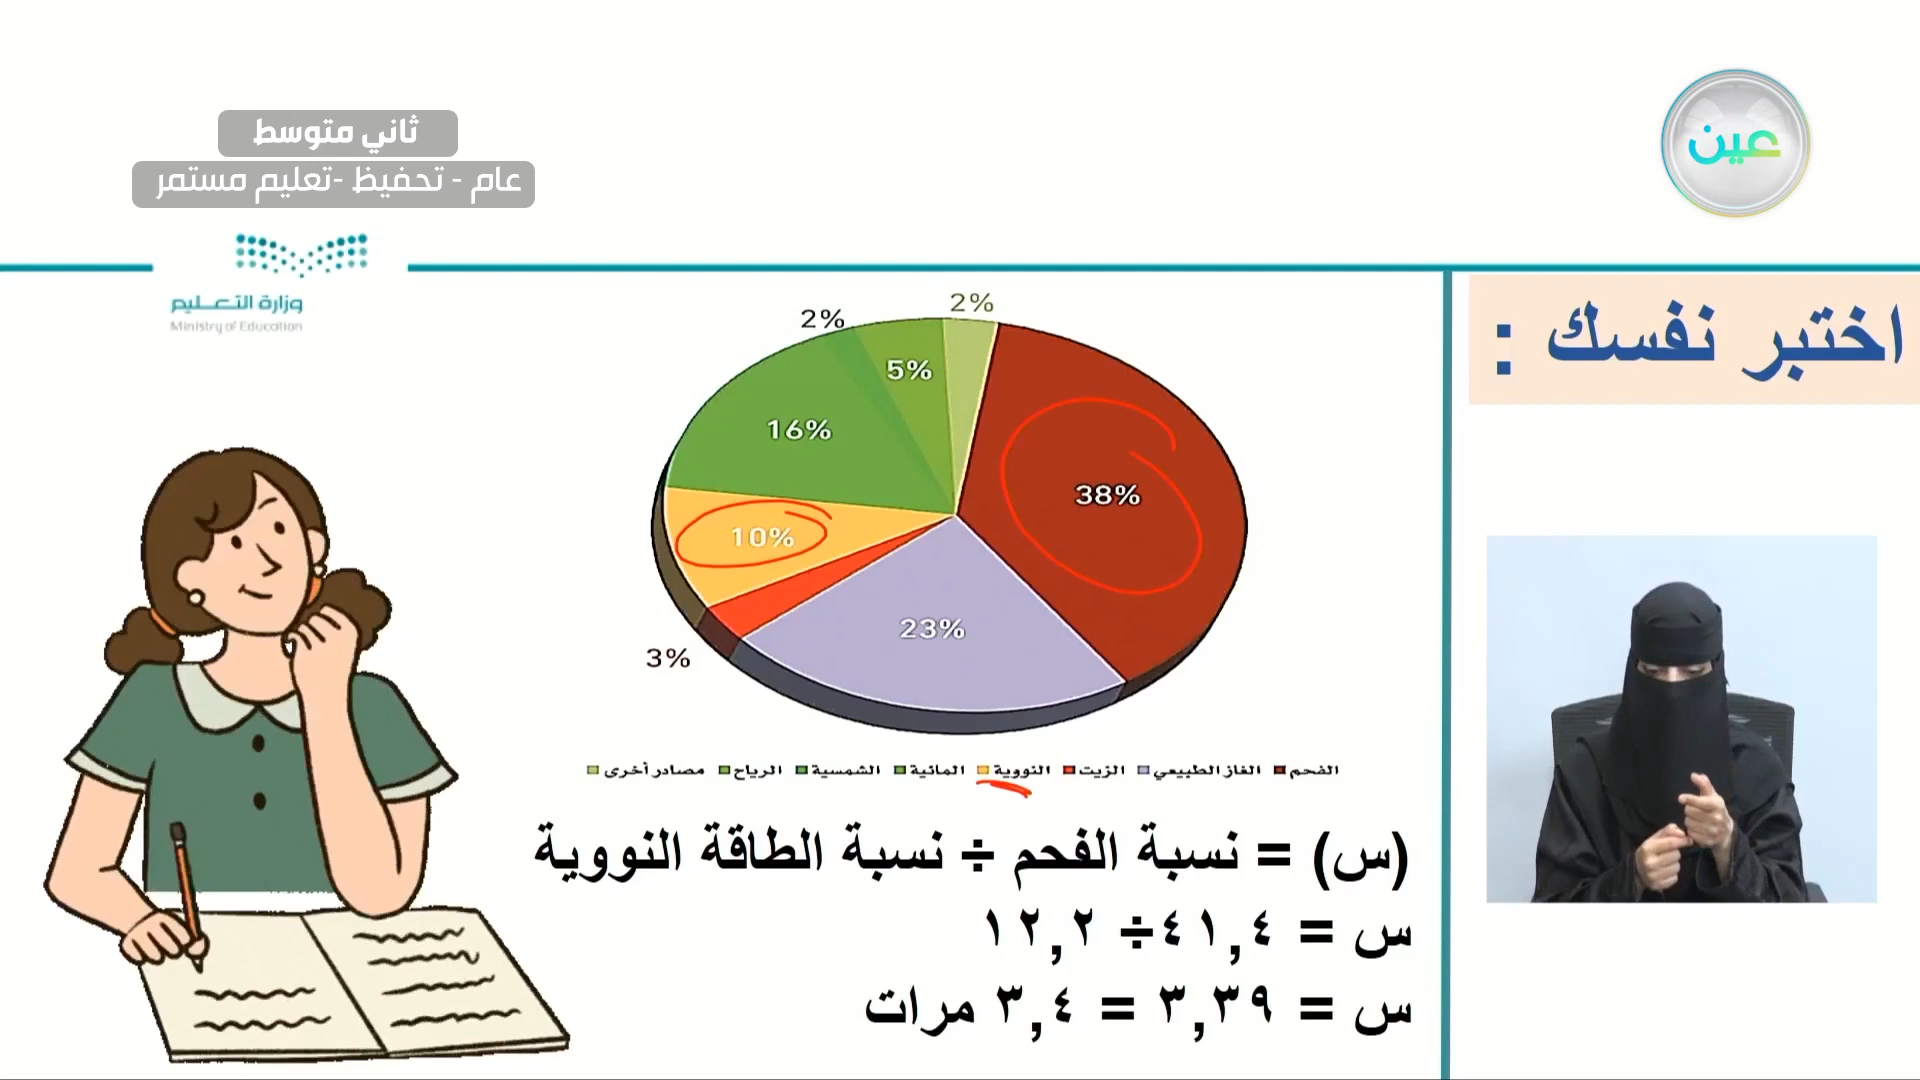 ثاني متوسط
عام - تحفيظ -تعليم مستمر
عين
وزارة التعليم
Ministry of Education
اختبر نفسك :
2%
2%
5%
16%
38%
10%
23%
3%
الفحم
الغاز الطبيعي
الزيت
النووية
المائية
الشمسية
الرياح
مصادر أخرى
(س) = نسبة الفحم ÷ نسبة الطاقة النووية
س = ٤١,٤÷ ١٢,٢
س = ٣,٣٩ = ٣,٤ مرات